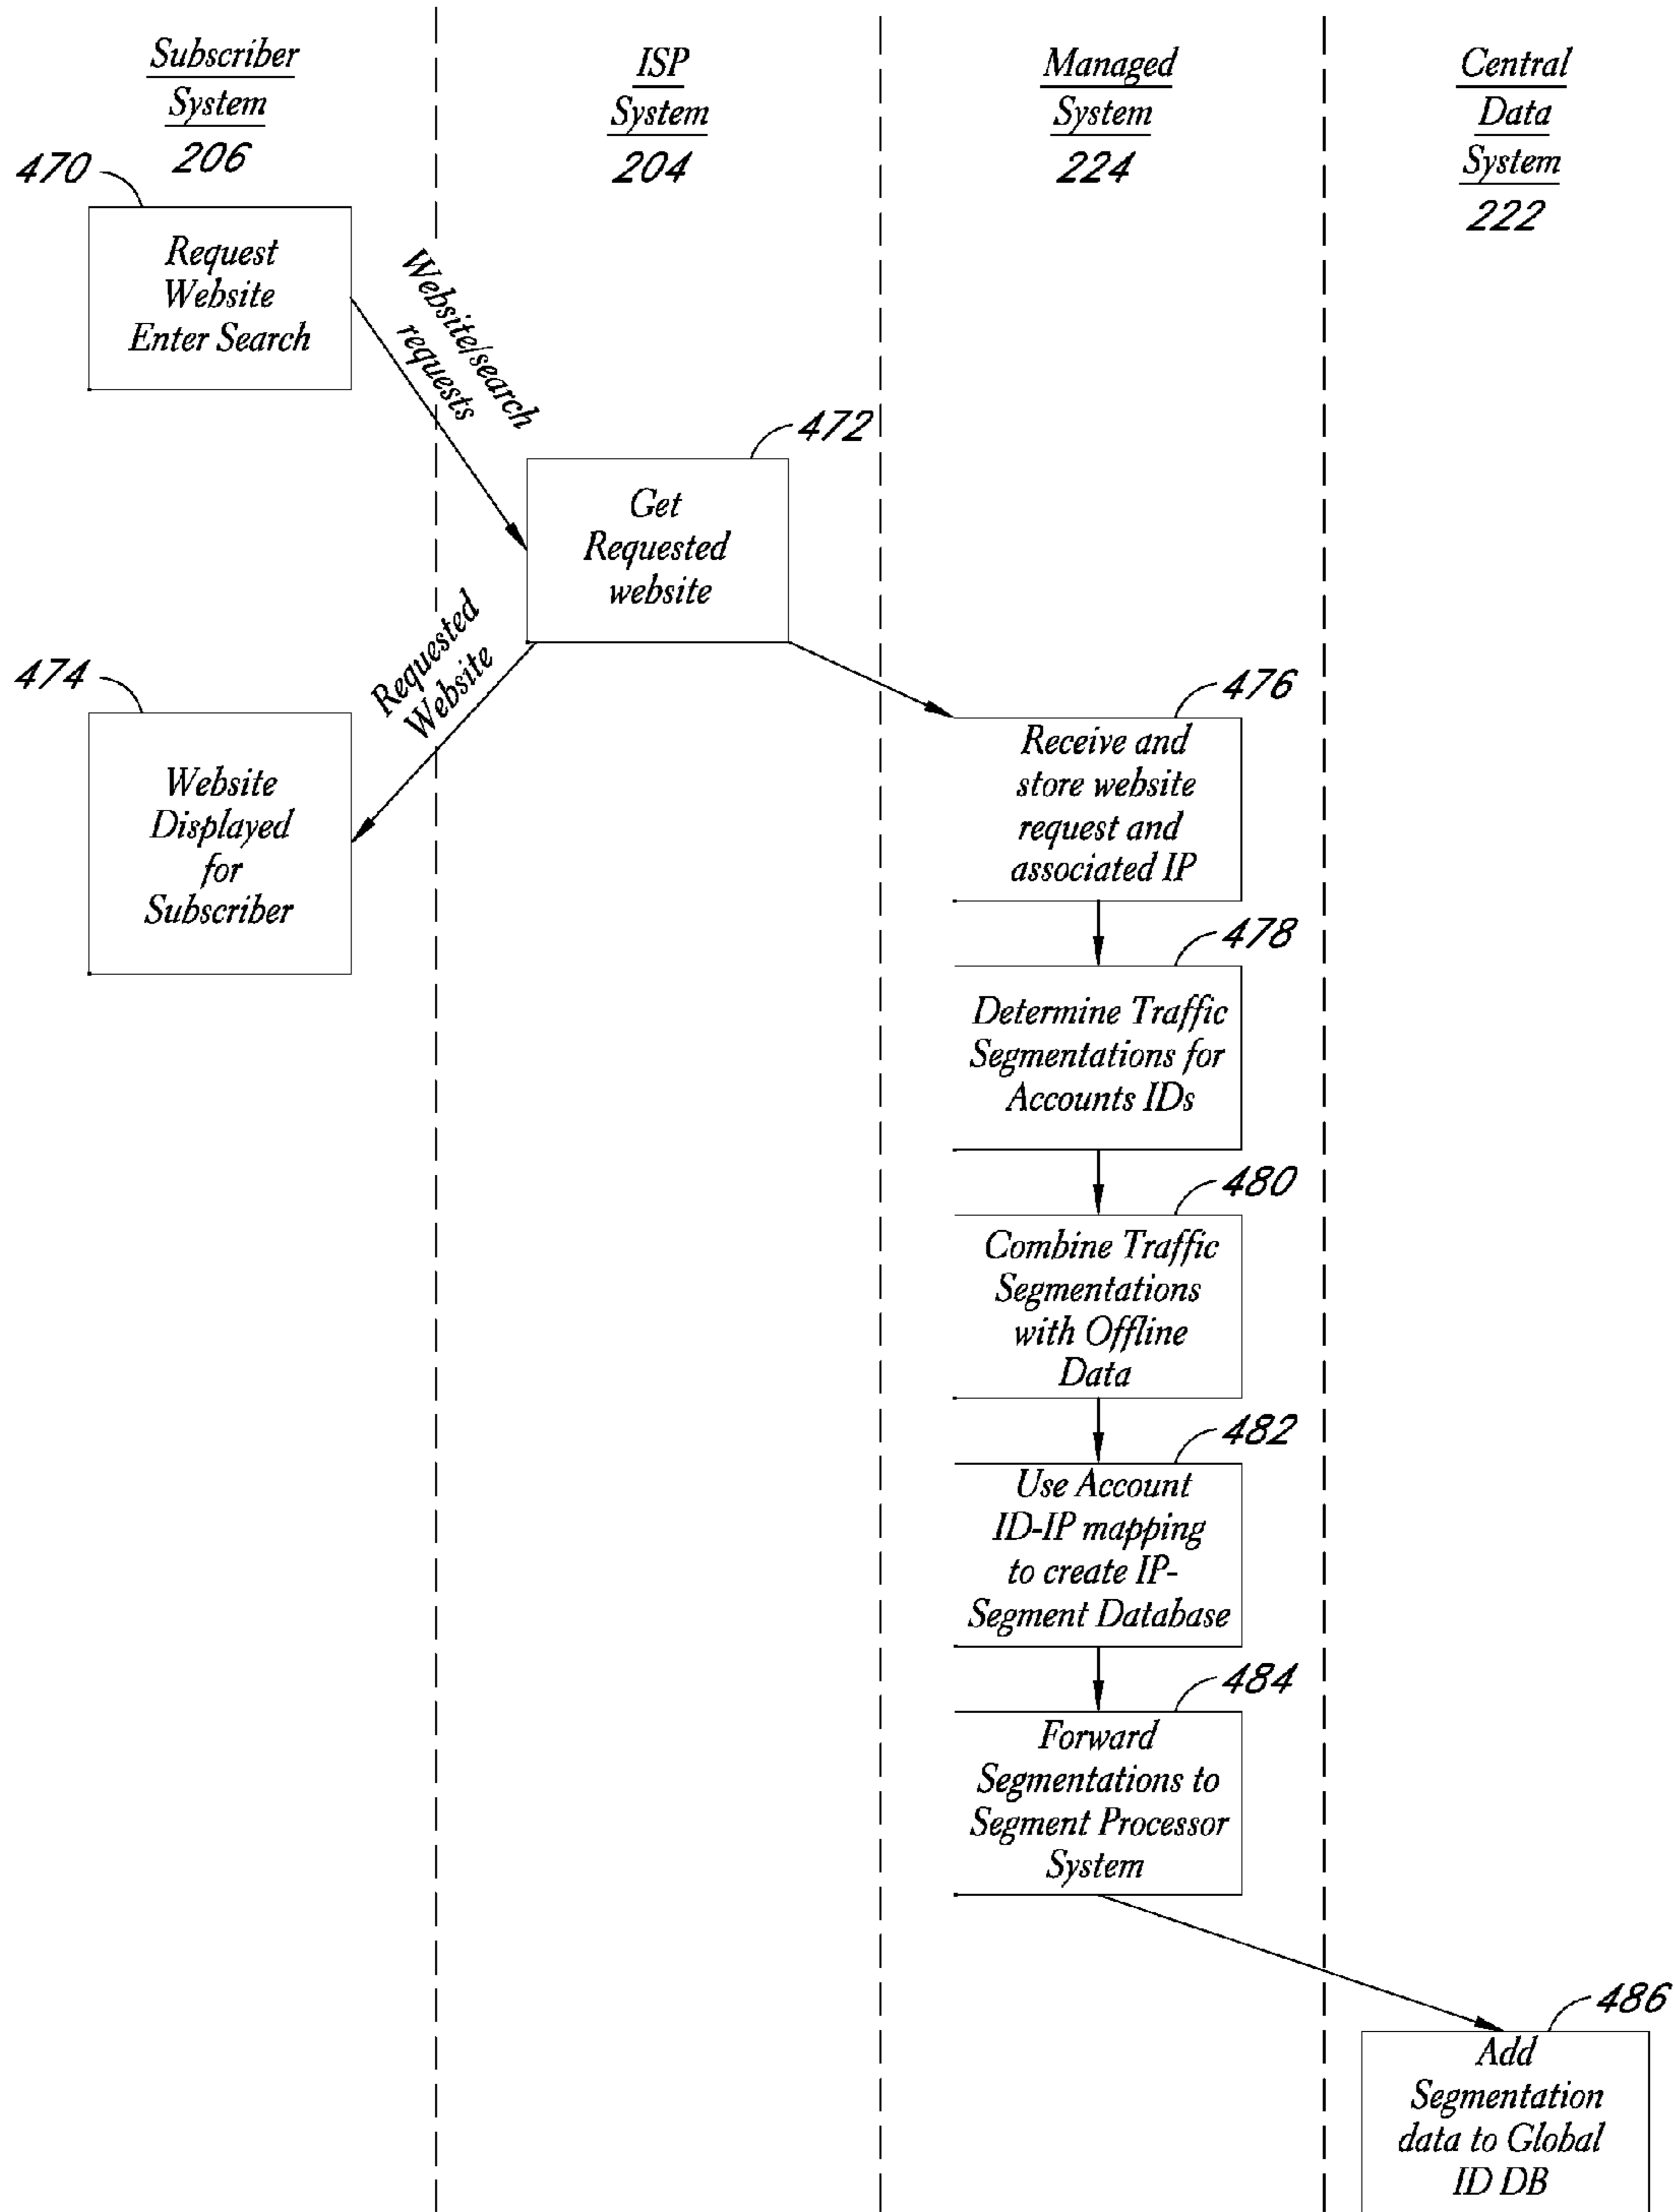 Subscriber
System
206
ISP
System
204
Managed
System
224
Central
Data
System
222
470
Request
Website
Enter Search
Website/search
requests
472
Get
Requested
website
Requested
Website
474
Website
Displayed
for
Subscriber
476
Receive and
store website
request and
associated IP
478
Determine Traffic
Segmentations for
Accounts IDs
480
Combine Traffic
Segmentations
with Offline
Data
482
Use Account
ID-IP mapping
to create IP-
Segment Database
484
Forward
Segmentations to
Segment Processor
System
486
Add
Segmentation
data to Global
ID DB